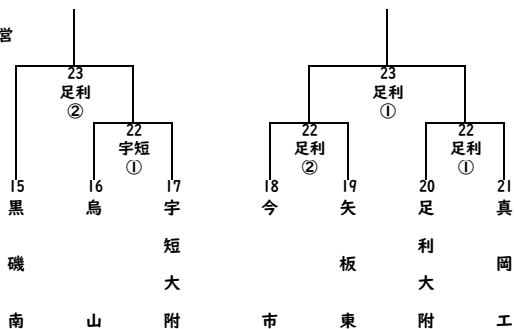 営
23
足利
②
23
足利
①
22
宇短
①
22
足利
②
22
足利
①
15
黒磯南
16
烏山
17
宇短大附
18
今市
19
矢板東
20
足利大附
21
真岡工